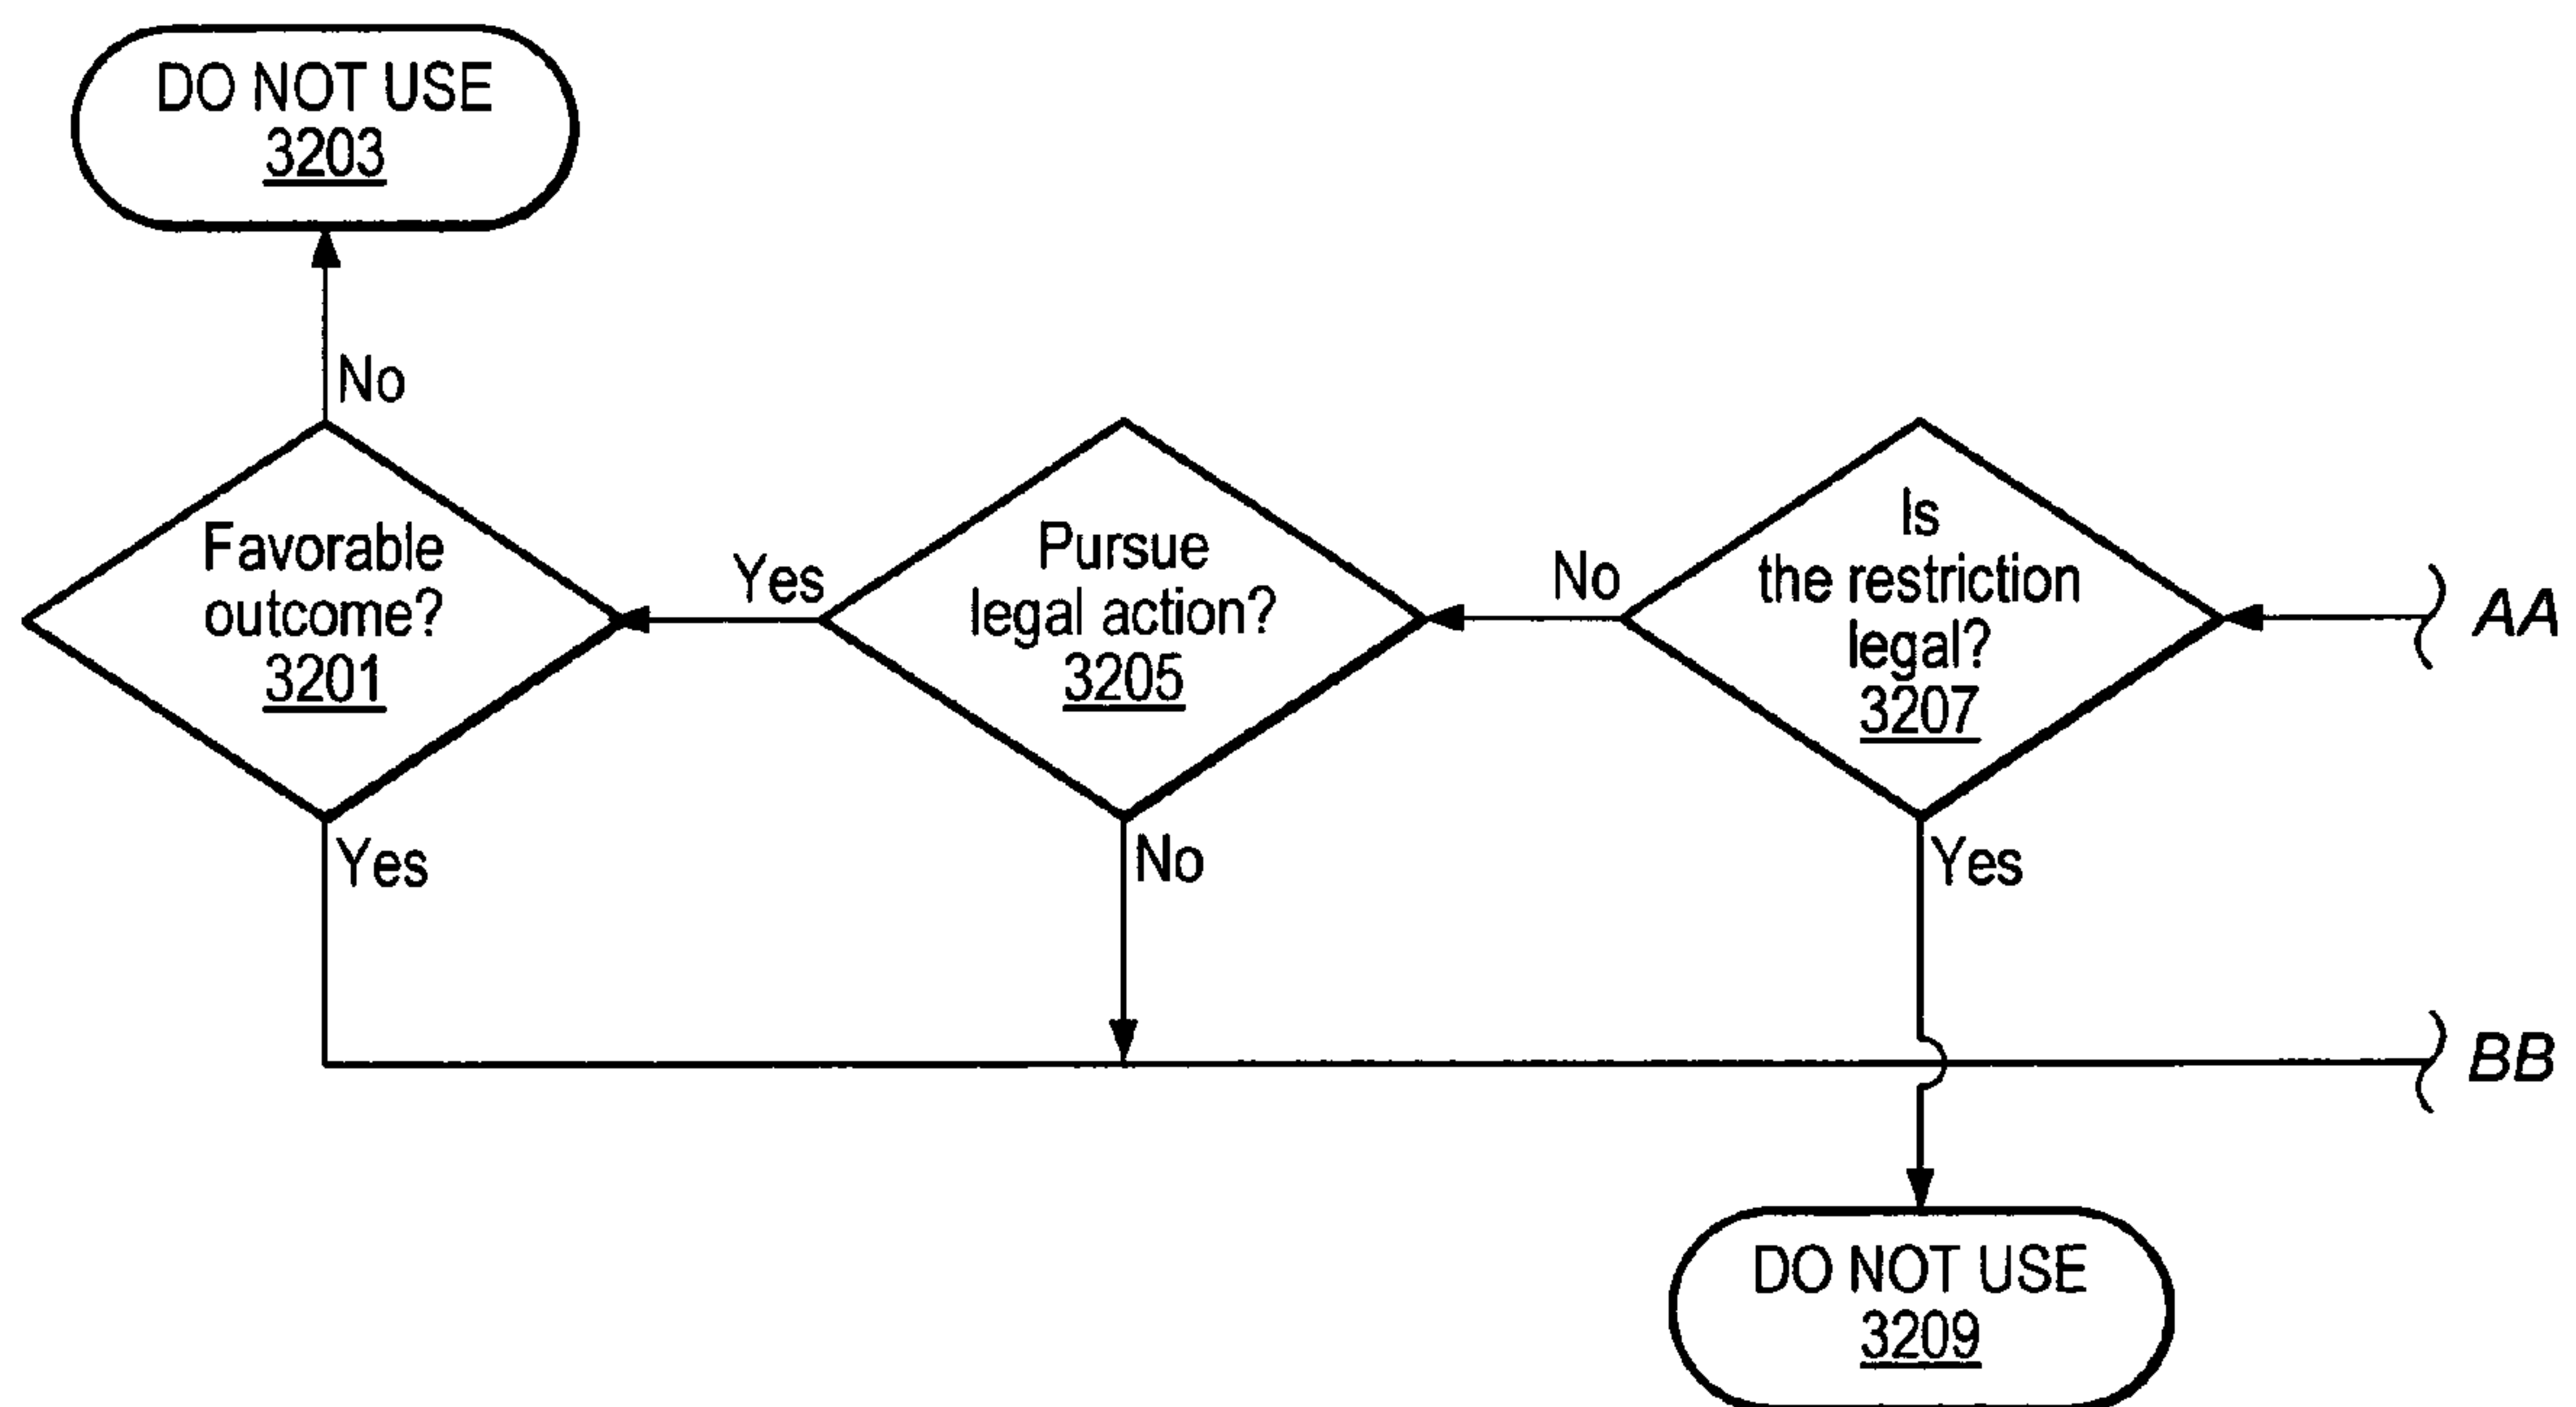 DO NOT USE
3203
No
Favorable
outcome?
3201
Yes
Yes
Pursue
legal action?
3205
No
No
Is
the restriction
legal?
3207
Yes
AA
BB
DO NOT USE
3209